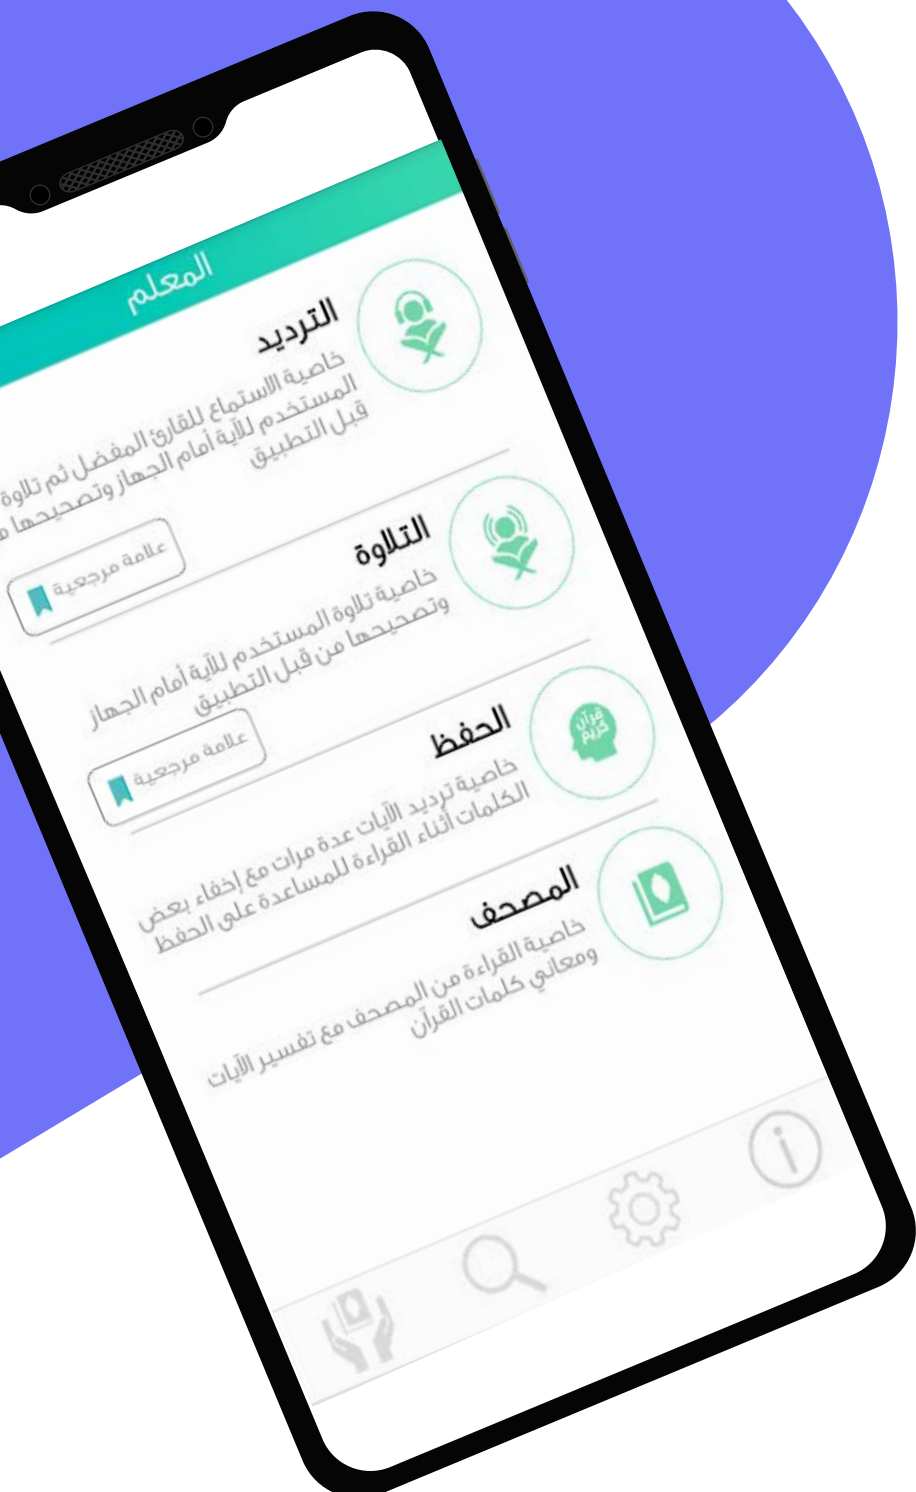 المعلم
الترديد
خاصية الاستماع للقارئ المفضل ثم تلاوة
المستخدم للآية أمام الجهاز وتصحيحها
قبل التطبيق
علامة مرجعية
التلاوة
خاصية تلاوة المستخدم للآية أمام الجهاز
وتصحيحها من قبل التطبيق
علامة مرجعية
الحفظ
قرآن
كريم
خاصية ترديد الآيات عدة مرات مع إخفاء بعض
الكلمات أثناء القراءة للمساعدة على الحفظ
المصحف
خاصية القراءة من المصحف مع تفسير الآيات
ومعاني كلمات القرآن